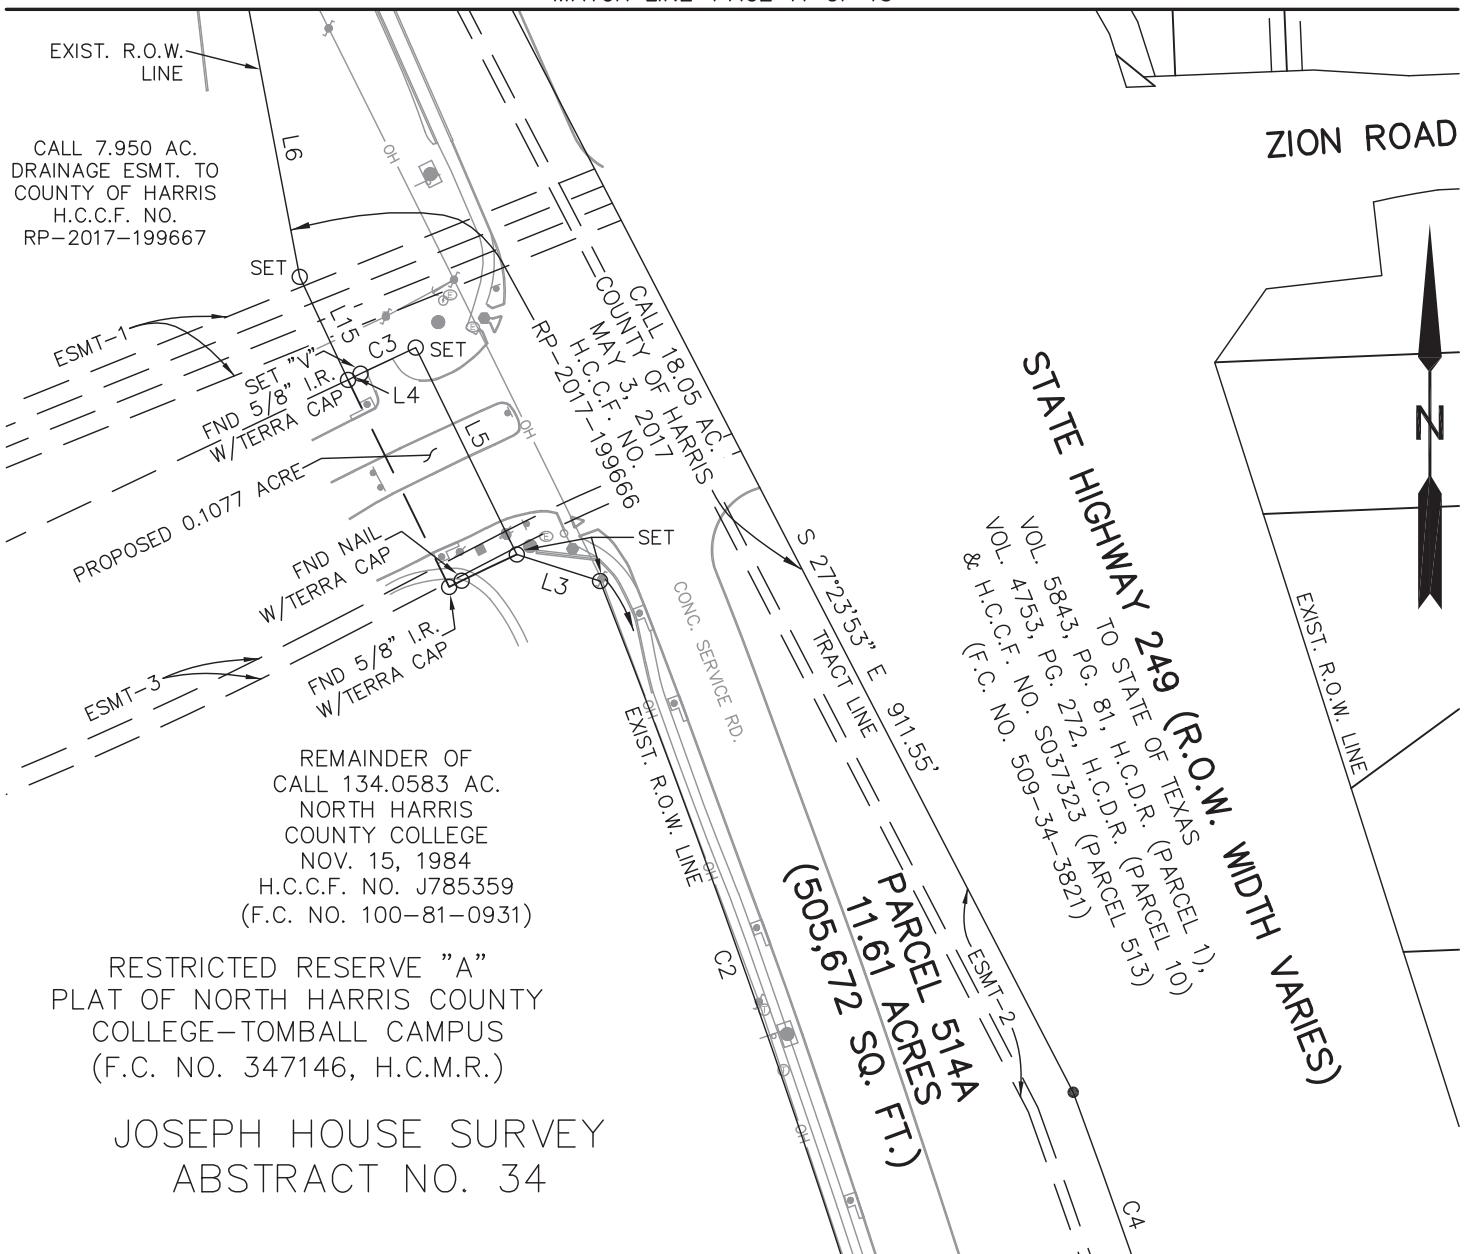 EXIST. R.O.W.
LINE
L6
OH
ZION ROAD
CALL 7.950 AC.
DRAINAGE ESMT. TO
COUNTY OF HARRIS
H.C.C.F. NO.
RP-2017-199667
SET
ESMT-1
L15
C3
SET
SET "V"
FND 5/8" I.R.
W/TERRA CAP
L4
L5
OH
CALL 18.05 AC.
COUNTY OF HARRIS
MAY 3, 2017
H.C.C.F. NO.
RP-2017-199666
N
PROPOSED 0.1077 ACRE
FND NAIL
W/TERRA CAP
SET
L3
FND 5/8" I.R.
W/TERRA CAP
ESMT-3
CONC. SERVICE RD.
S 27°23'53" E 911.55'
TRACT LINE
STATE HIGHWAY 249 (R.O.W. WIDTH VARIES)
TO STATE OF TEXAS
VOL. 5843, PG. 81, H.C.D.R. (PARCEL 1),
VOL. 4753, PG. 272, H.C.D.R. (PARCEL 10)
& H.C.C.F. NO. S037323 (PARCEL 513)
(F.C. NO. 509-34-3821)
EXIST. R.O.W. LINE
OH
EXIST. R.O.W. LINE
OH
C2
REMAINDER OF
CALL 134.0583 AC.
NORTH HARRIS
COUNTY COLLEGE
NOV. 15, 1984
H.C.C.F. NO. J785359
(F.C. NO. 100-81-0931)
PARCEL 514A
11.61 ACRES
(505,672 SQ. FT.)
ESMT-2
RESTRICTED RESERVE "A"
PLAT OF NORTH HARRIS COUNTY
COLLEGE-TOMBALL CAMPUS
(F.C. NO. 347146, H.C.M.R.)
OH
JOSEPH HOUSE SURVEY
ABSTRACT NO. 34
C4